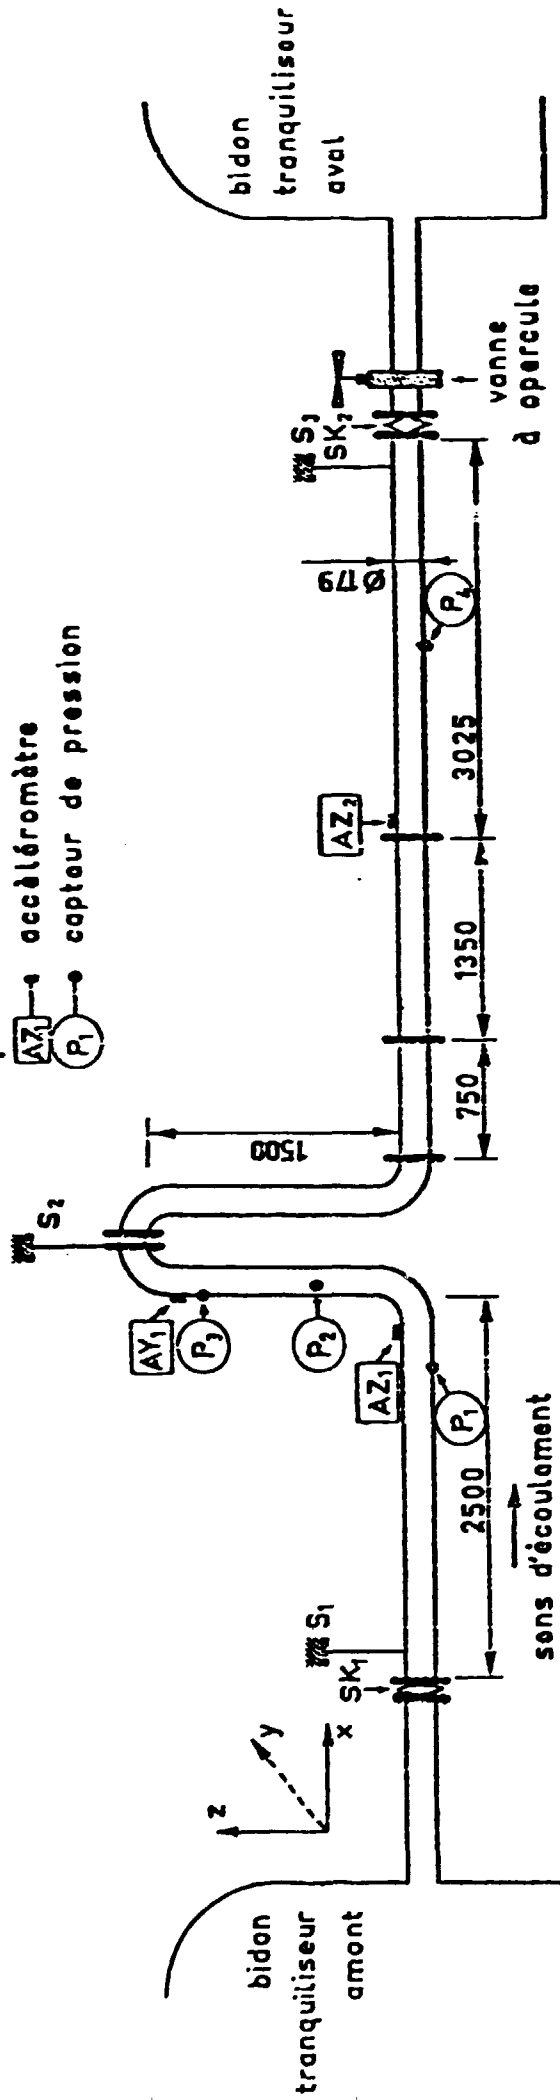 AZ1 accéléromètre
P1 capteur de pression
bidon
tranquiliseur
amont
z
y
x
SK1
S1
sens d'écoulement
2500
P1
AZ1
P2
P3
AY1
S2
1500
750
1350
3025
AZ2
P4
Ø 179
S3
SK2
vanne
à opercule
bidon
tranquiliseur
aval